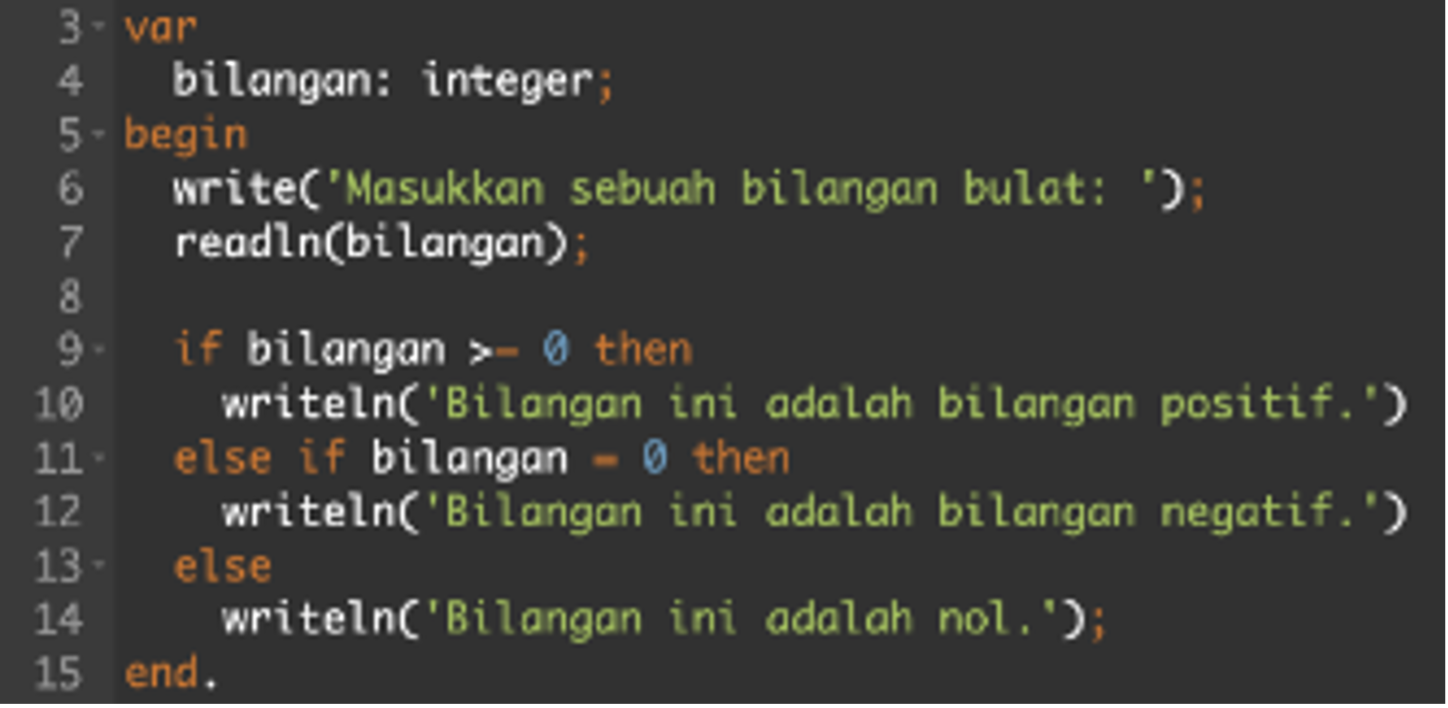 3 var
4 bilangan: integer;
5 begin
6 write('Masukkan sebuah bilangan bulat: ');
7 readln(bilangan);
8
9 if bilangan >= 0 then
10 writeln('Bilangan ini adalah bilangan positif.')
11 else if bilangan = 0 then
12 writeln('Bilangan ini adalah bilangan negatif.')
13 else
14 writeln('Bilangan ini adalah nol.');
15 end.